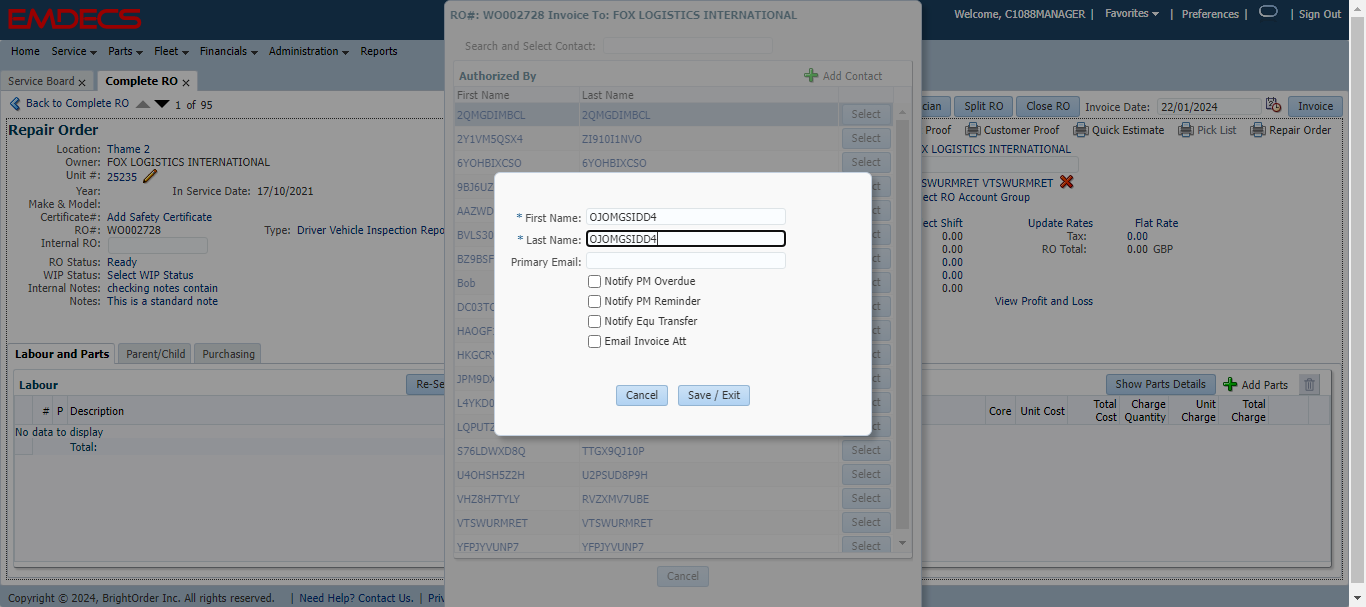 EMDECS
Welcome, C1088MANAGER | Favorites | Preferences | | Sign Out
Home Service Parts Fleet Financials Administration Reports
Service Board x Complete RO x
Back to Complete RO 1 of 95
Split RO Close RO Invoice Date: 22/01/2024 Invoice
Proof Customer Proof Quick Estimate Pick List Repair Order
Repair Order
Location: Thame 2
Owner: FOX LOGISTICS INTERNATIONAL
Unit #: 25235
Year: In Service Date: 17/10/2021
Make & Model:
Certificate#: Add Safety Certificate
RO#: WO002728 Type: Driver Vehicle Inspection Repo
Internal RO:
RO Status: Ready
WIP Status: Select WIP Status
Internal Notes: checking notes contain
Notes: This is a standard note
X LOGISTICS INTERNATIONAL
SWURMRET VTSWURMRET
ect RO Account Group
ect Shift Update Rates Flat Rate
0.00 Tax: 0.00
0.00 RO Total: 0.00 GBP
0.00
0.00
0.00
View Profit and Loss
Labour and Parts Parent/Child Purchasing
Labour Re-Se
Show Parts Details Add Parts
# P Description
Core Unit Cost Total Cost Charge Quantity Unit Charge Total Charge
No data to display
Total:
RO#: WO002728 Invoice To: FOX LOGISTICS INTERNATIONAL
Search and Select Contact:
Authorized By Add Contact
First Name Last Name
2QMGDIMBCL 2QMGDIMBCL Select
2Y1VM5QSX4 ZI910I1NVO Select
6YOHBIXCSO 6YOHBIXCSO Select
9BJ6UZ ct
AAZWD ct
BVLS30 ct
BZ9BSF ct
Bob ct
DC03TC ct
HAOGF ct
HKGCRY ct
JPM9DX ct
L4YKD0 ct
LQPUTZ ct
S76LDWXD8Q TTGX9QJ10P Select
U4OHSH5Z2H U2PSUD8P9H Select
VHZ8H7TYLY RVZXMV7UBE Select
VTSWURMRET VTSWURMRET Select
YFPJYVUNP7 YFPJYVUNP7 Select
Cancel
* First Name: OJOMGSIDD4
* Last Name: OJOMGSIDD4
Primary Email:
Notify PM Overdue
Notify PM Reminder
Notify Equ Transfer
Email Invoice Att
Cancel Save / Exit
Copyright © 2024, BrightOrder Inc. All rights reserved. | Need Help? Contact Us. | Priv